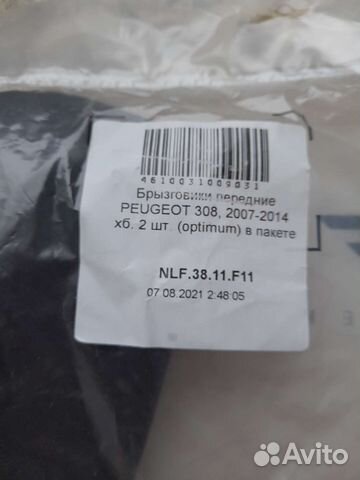 4610031009031
Брызговики передние
PEUGEOT 308, 2007-2014
хб. 2 шт. (optimum) в пакете
NLF.38.11.F11
07 08 2021 2:48:05
Avito